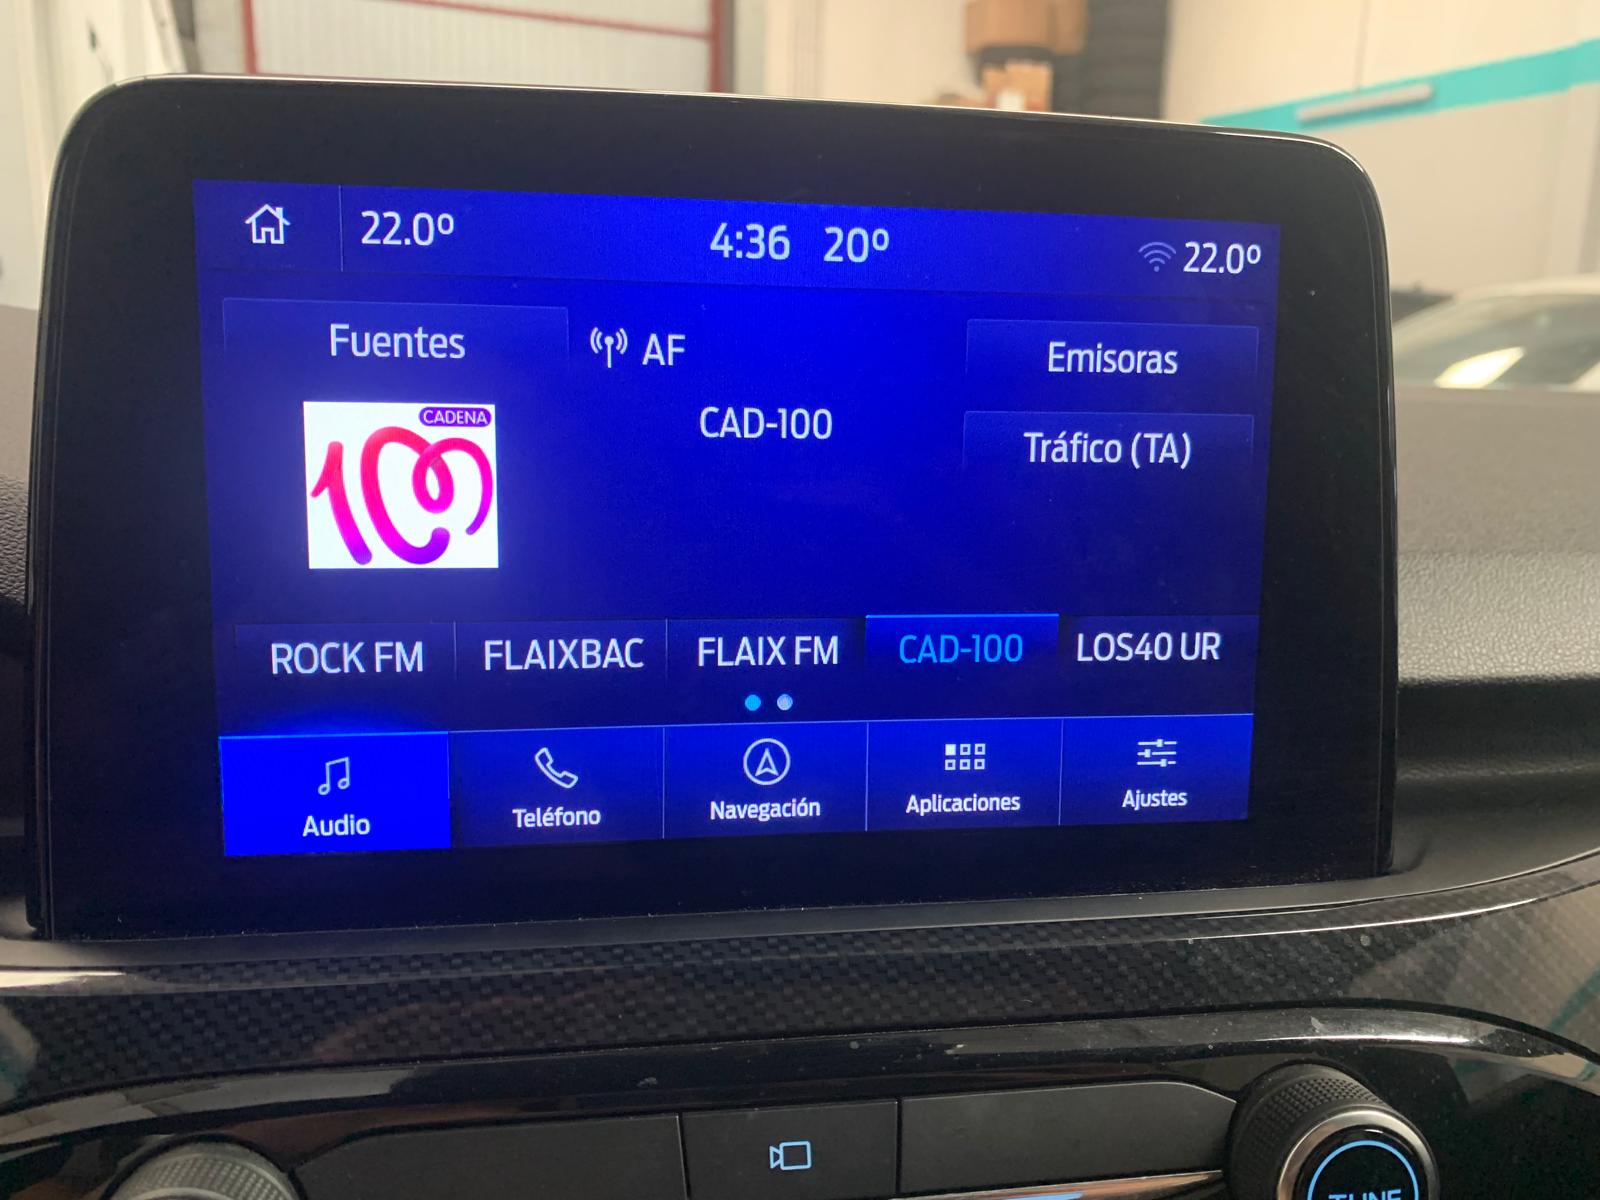 22.0º 4:36 20º 22.0º
Fuentes AF Emisoras
CADENA
100
CAD-100
Tráfico (TA)
ROCK FM FLAIXBAC FLAIX FM CAD-100 LOS40 UR
Audio Teléfono Navegación Aplicaciones Ajustes
TUNE